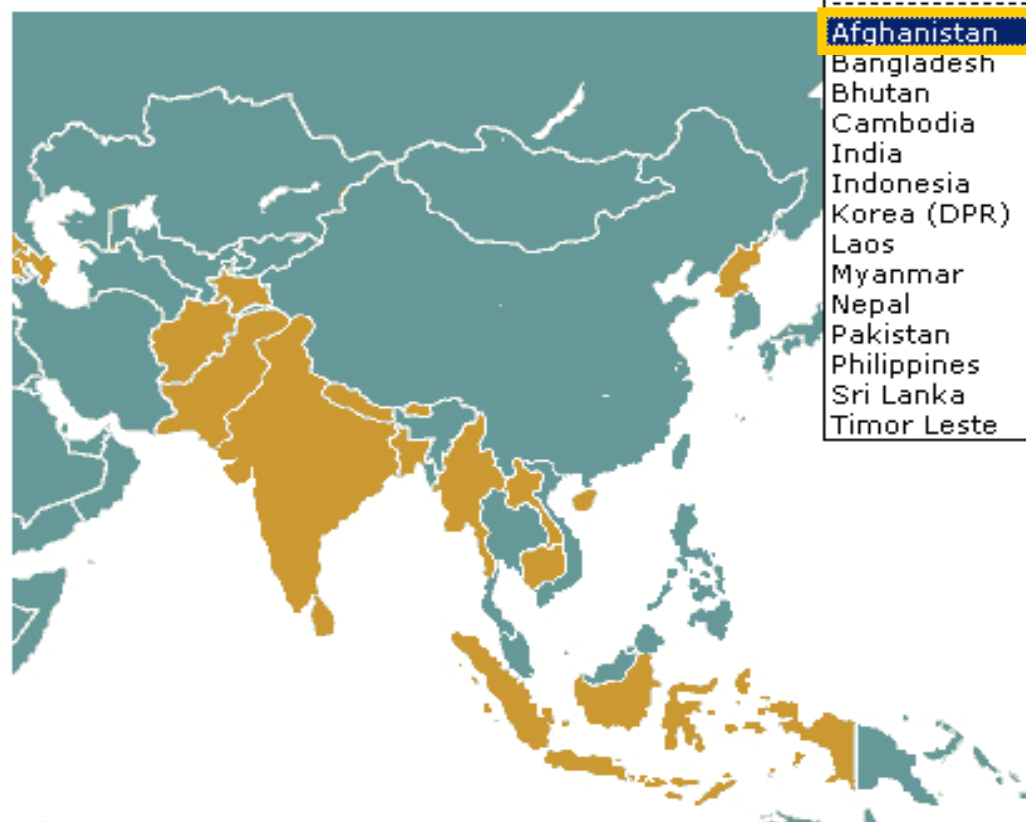 Afghanistan
Bangladesh
Bhutan
Cambodia
India
Indonesia
Korea (DPR)
Laos
Myanmar
Nepal
Pakistan
Philippines
Sri Lanka
Timor Leste